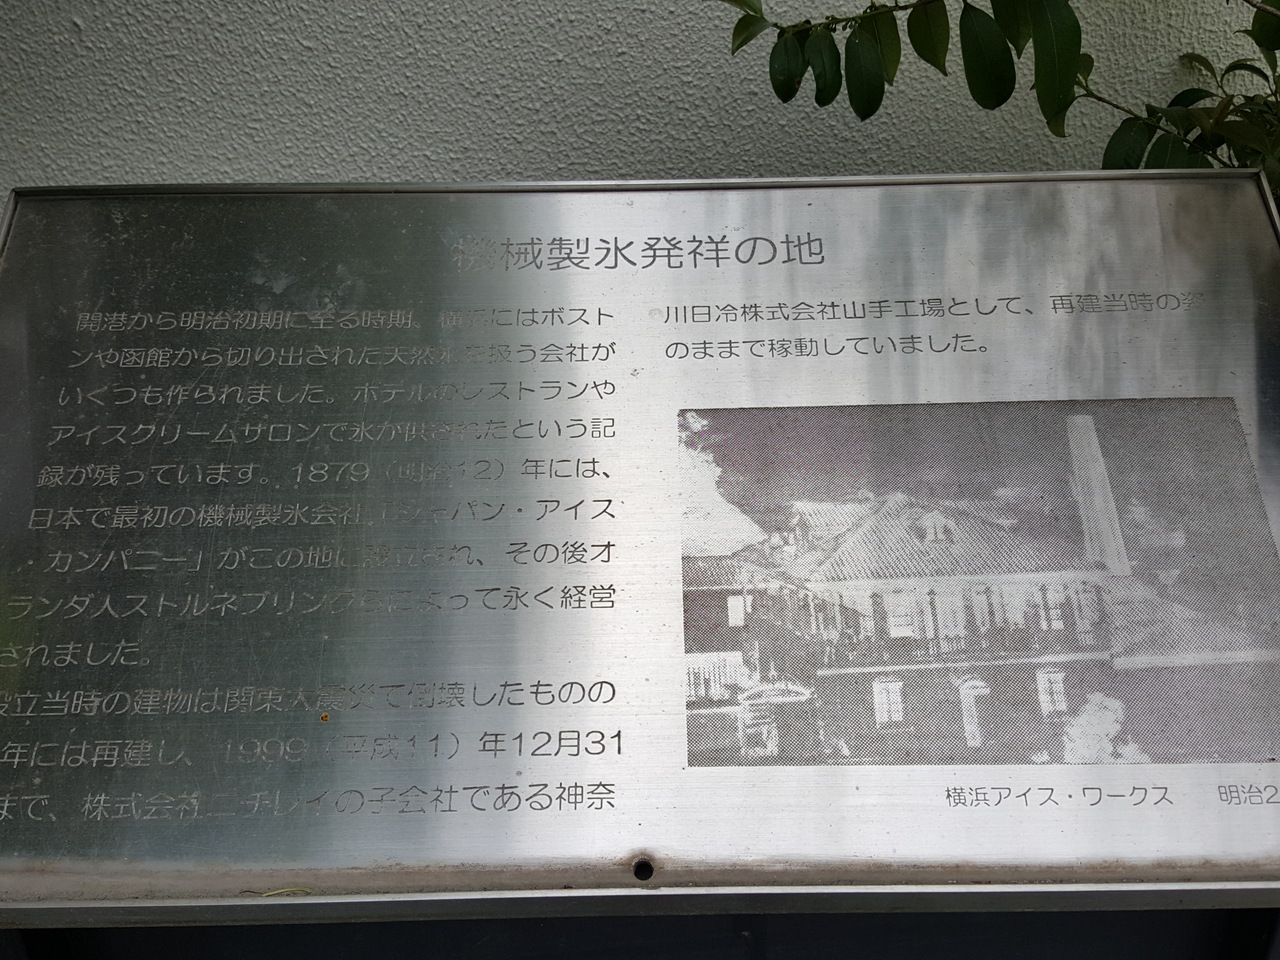 機械製氷発祥の地
開港から明治初期に至る時期、横浜にはボスト
ンや函館から切り出された天然氷を扱う会社が
いくつも作られました。ホテルのレストランや
アイスクリームサロンで氷が供されたという記
録が残っています。1879（明治12）年には、
日本で最初の機械製氷会社「ジャパン・アイス
・カンパニー」がこの地に設立され、その後オ
ランダ人ストルネブリンクらによって永く経営
されました。
設立当時の建物は関東大震災で倒壊したものの
年には再建し、1999（平成11）年12月31
まで、株式会社ニチレイの子会社である神奈
川日冷株式会社山手工場として、再建当時の姿
のままで稼動していました。
横浜アイス・ワークス 明治2